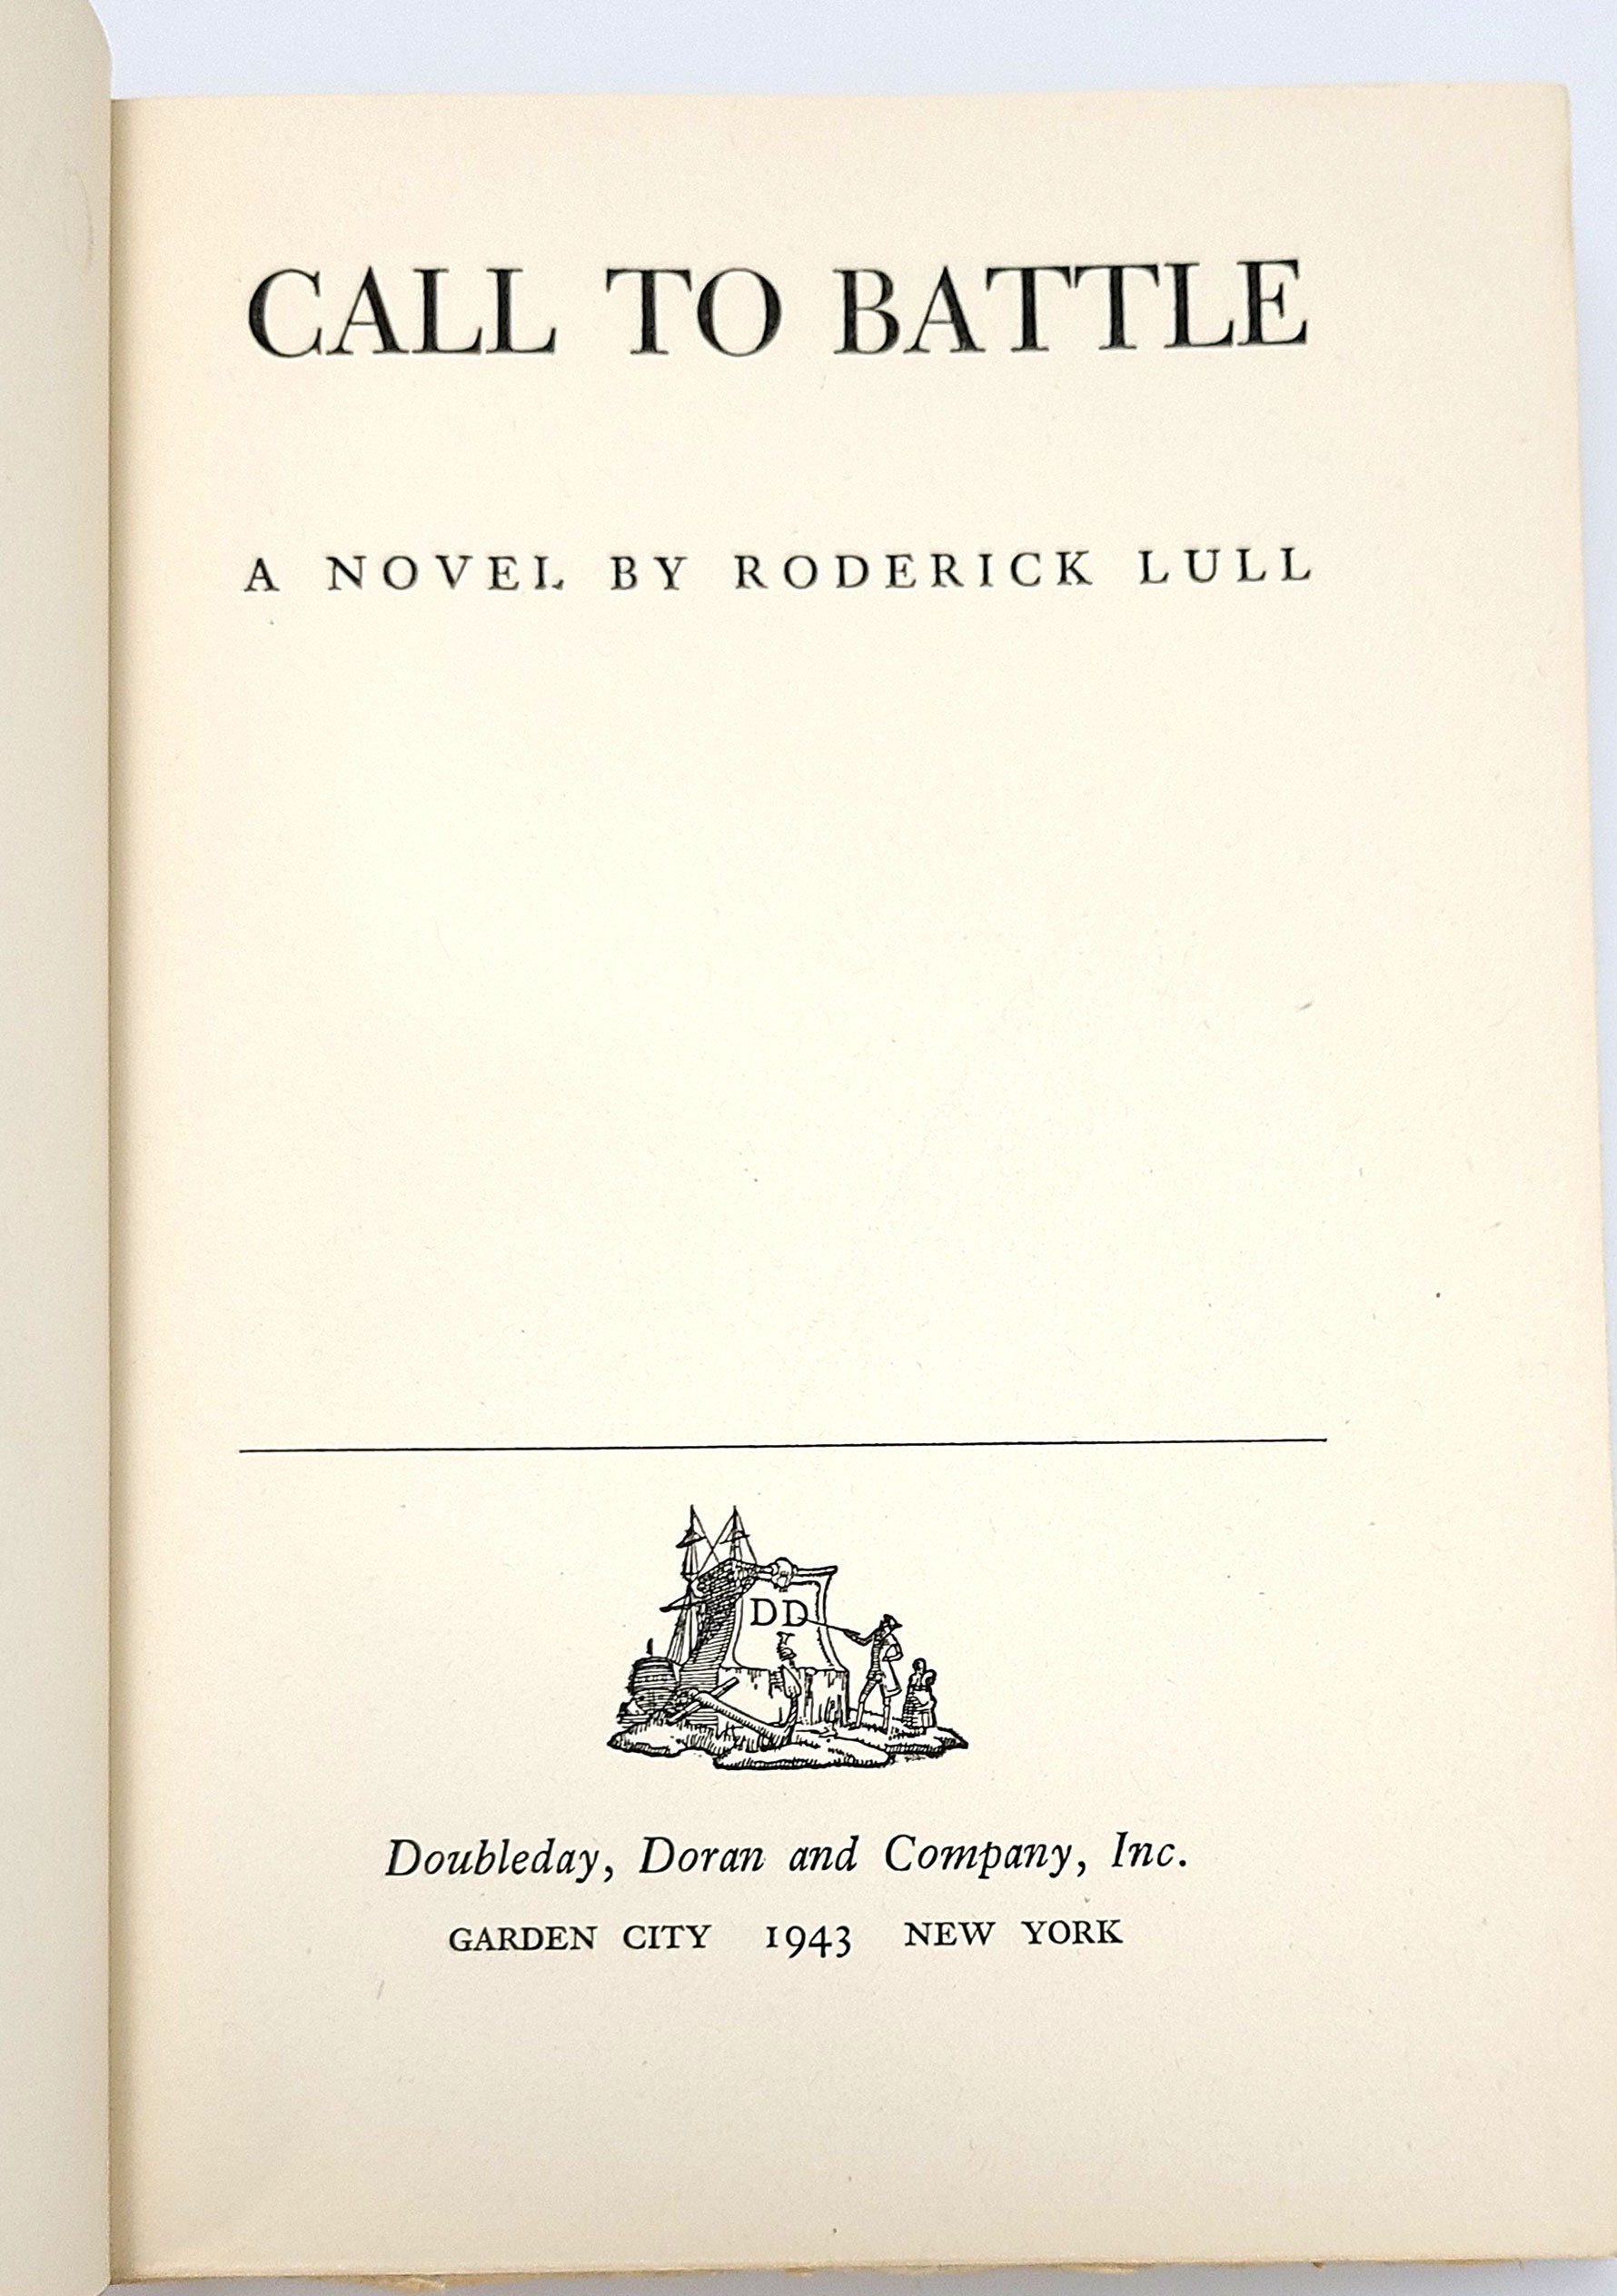 CALL TO BATTLE
A NOVEL BY RODERICK LULL
DD
Doubleday, Doran and Company, Inc.
GARDEN CITY 1943 NEW YORK